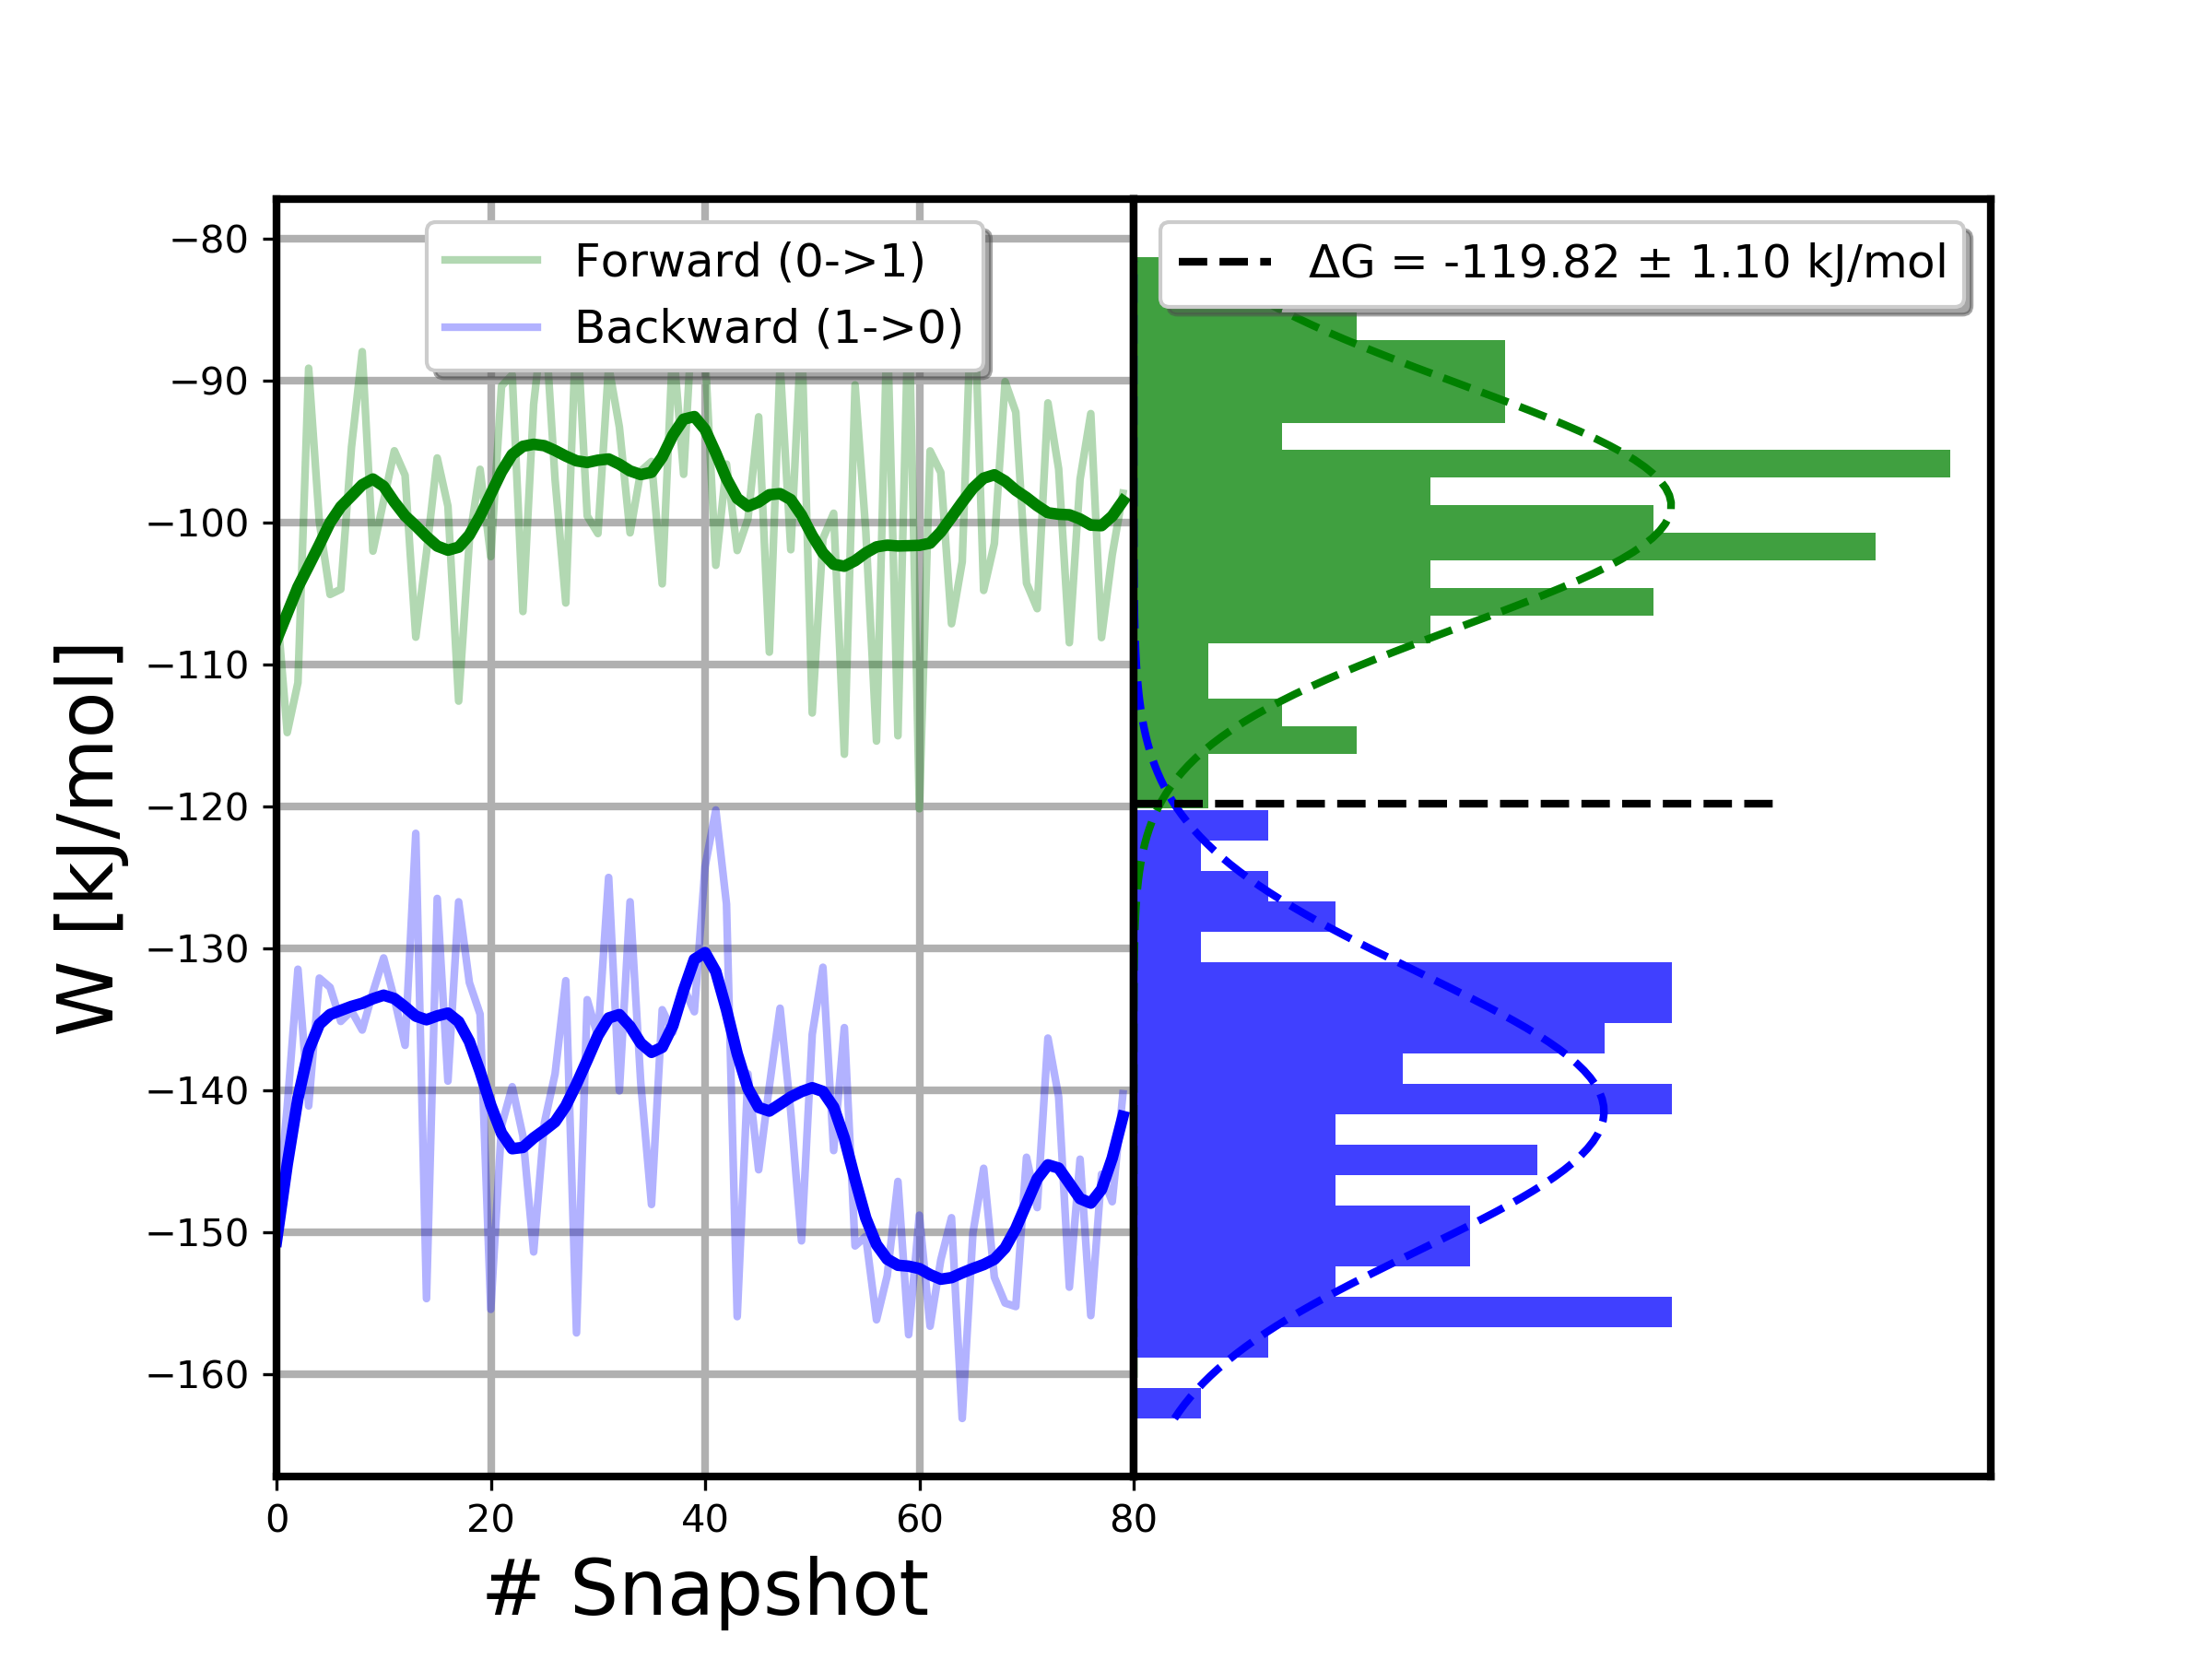 Forward (0->1)
Backward (1->0)
ΔG = -119.82 ± 1.10 kJ/mol
W [kJ/mol]
−80
−90
−100
−110
−120
−130
−140
−150
−160
0 20 40 60 80
# Snapshot